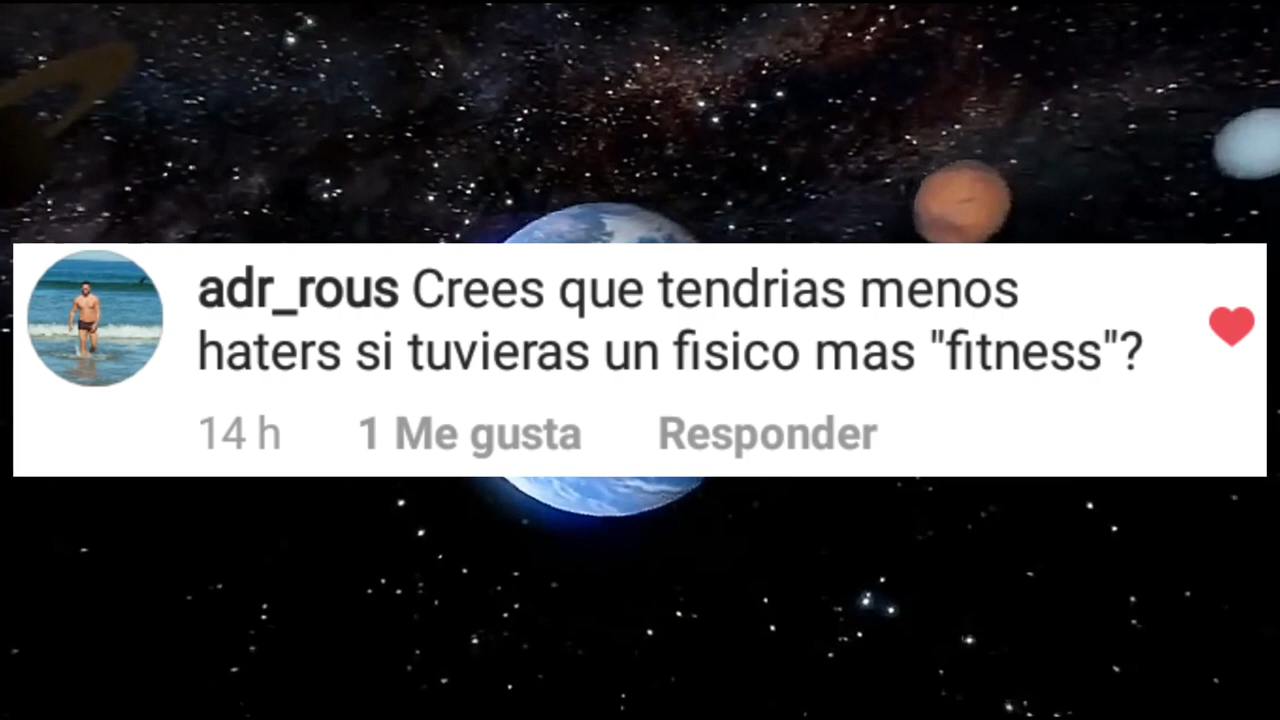 adr_rous Crees que tendrias menos
haters si tuvieras un fisico mas "fitness"?
14 h 1 Me gusta Responder